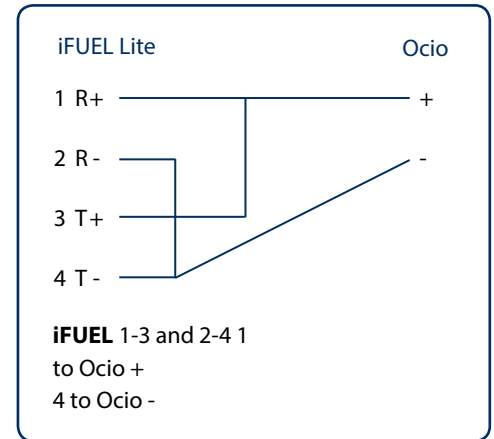 iFUEL Lite Ocio
1 R+ +
2 R - -
3 T+
4 T -
iFUEL 1-3 and 2-4 1
to Ocio +
4 to Ocio -